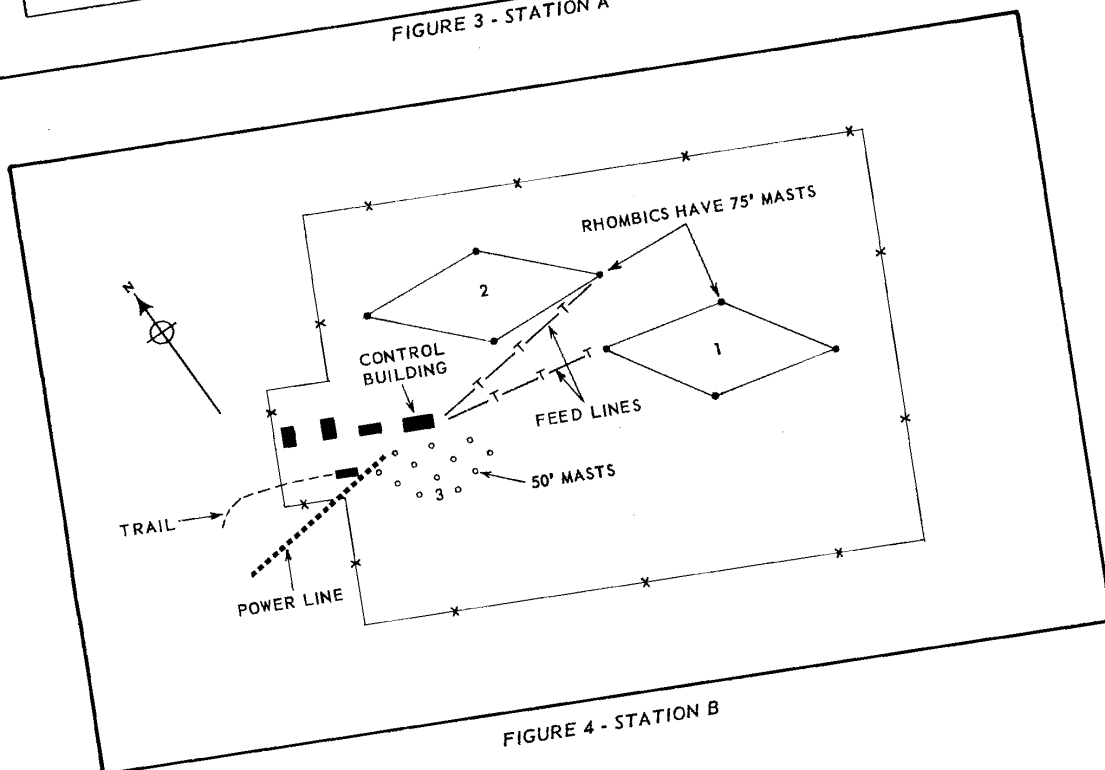 FIGURE 3 - STATION A
RHOMBICS HAVE 75' MASTS
N
2
1
CONTROL
BUILDING
FEED LINES
50' MASTS
3
TRAIL
POWER LINE
FIGURE 4 - STATION B